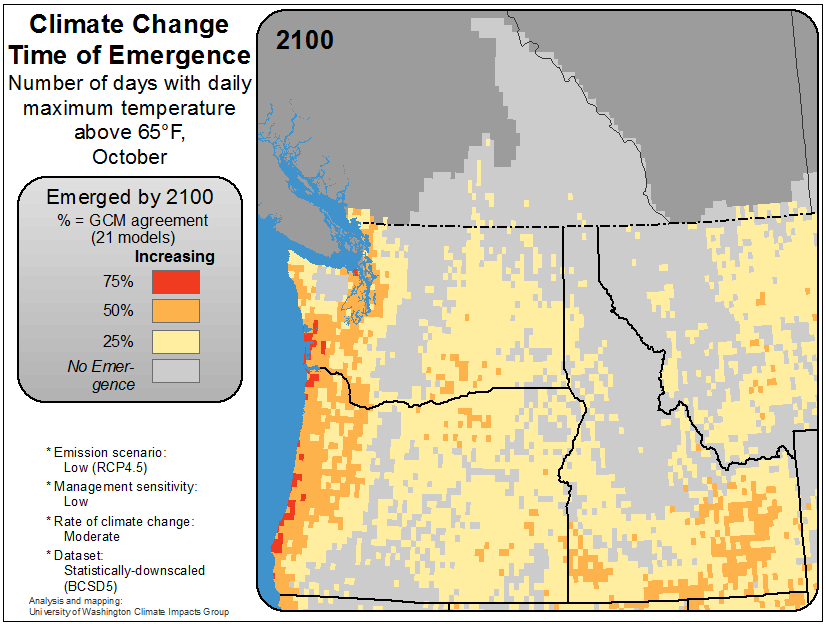 Climate Change
Time of Emergence
Number of days with daily
maximum temperature
above 65°F,
October
2100
Emerged by 2100
% = GCM agreement
(21 models)
Increasing
75%
50%
25%
No Emer-
gence
* Emission scenario:
Low (RCP4.5)
* Management sensitivity:
Low
* Rate of climate change:
Moderate
* Dataset:
Statistically-downscaled
(BCSD5)
Analysis and mapping:
University of Washington Climate Impacts Group